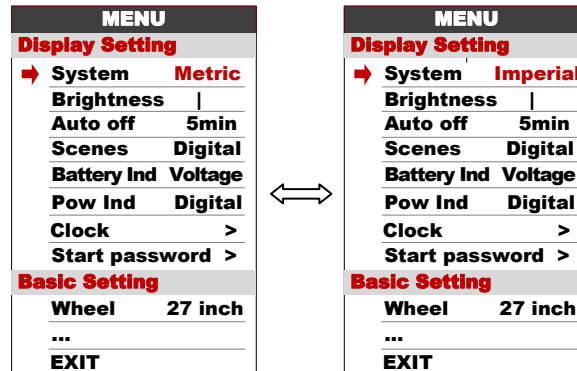 MENU
Display Setting
System Metric
Brightness |
Auto off 5min
Scenes Digital
Battery Ind Voltage
Pow Ind Digital
Clock >
Start password >
Basic Setting
Wheel 27 inch
...
EXIT
MENU
Display Setting
System Imperial
Brightness |
Auto off 5min
Scenes Digital
Battery Ind Voltage
Pow Ind Digital
Clock >
Start password >
Basic Setting
Wheel 27 inch
...
EXIT